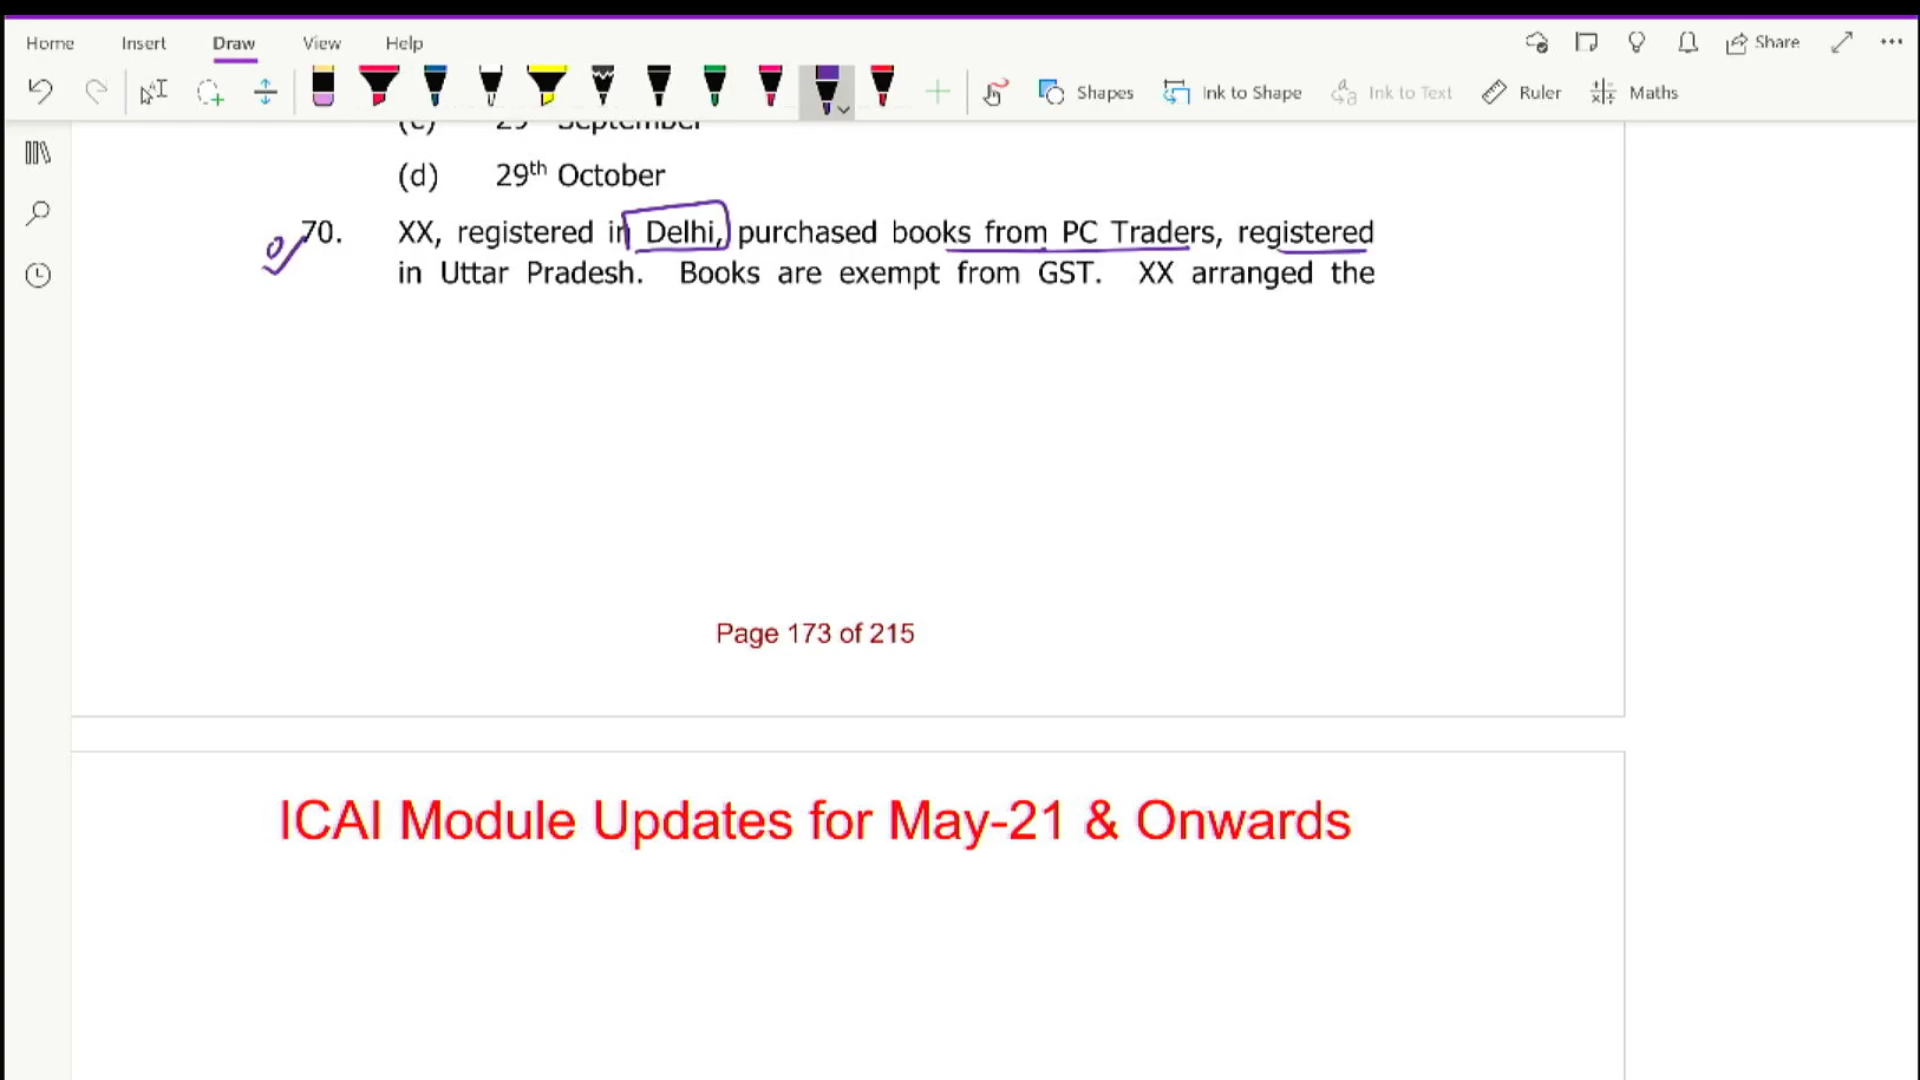 Home Insert Draw View Help Share
Shapes Ink to Shape Ink to Text Ruler Maths
(c) 29th September
(d) 29th October
70. XX, registered in Delhi, purchased books from PC Traders, registered
in Uttar Pradesh. Books are exempt from GST. XX arranged the
Page 173 of 215
ICAI Module Updates for May-21 & Onwards